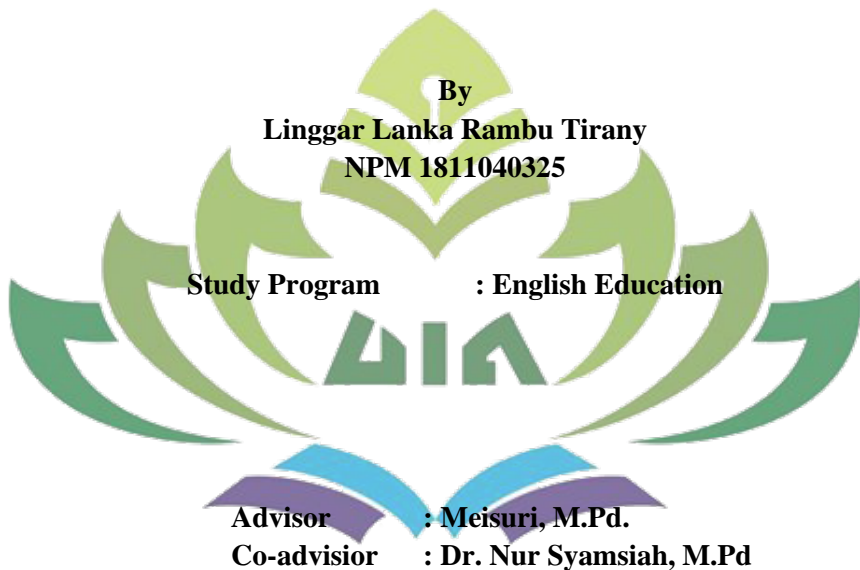 By
Linggar Lanka Rambu Tirany
NPM 1811040325
Study Program : English Education
UIN
Advisor : Meisuri, M.Pd.
Co-advisior : Dr. Nur Syamsiah, M.Pd